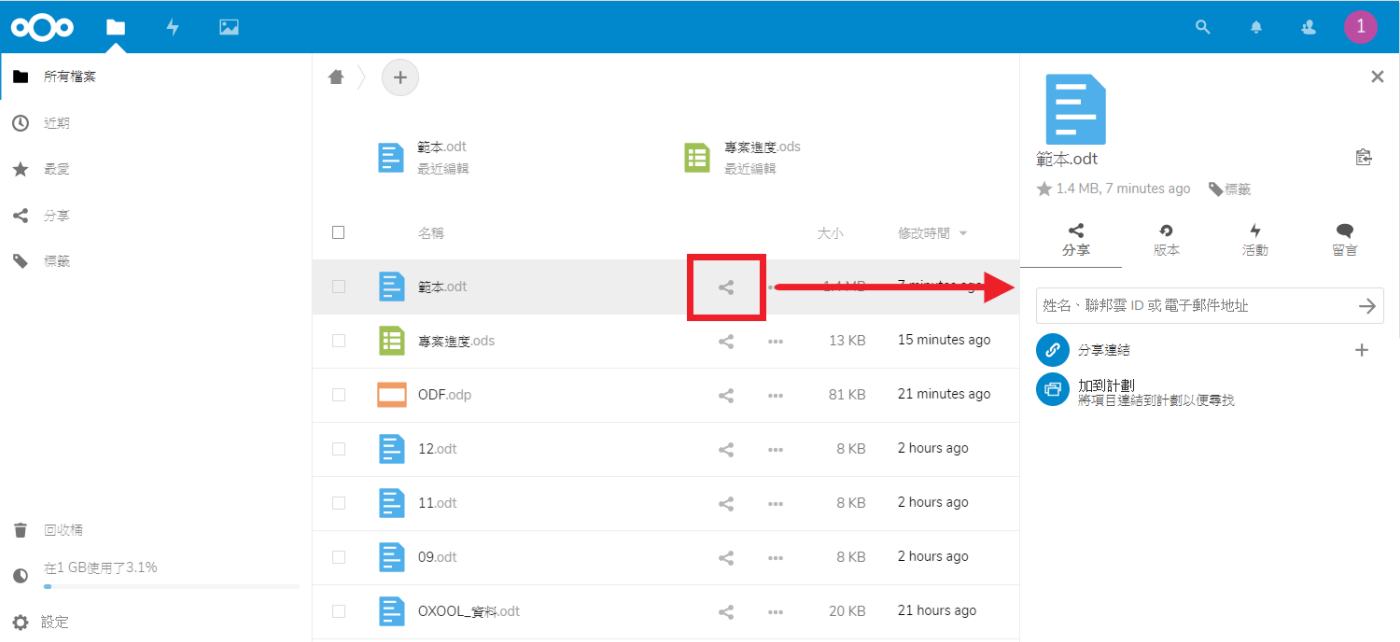 1
所有檔案
近期
最愛
分享
標籤
回收桶
在1 GB使用了3.1%
設定
範本.odt
最近編輯
專案進度.ods
最近編輯
名稱 大小 修改時間
範本.odt 1.4 MB 7 minutes ago
專案進度.ods 13 KB 15 minutes ago
ODF.odp 81 KB 21 minutes ago
12.odt 8 KB 2 hours ago
11.odt 8 KB 2 hours ago
09.odt 8 KB 2 hours ago
OXOOL_資料.odt 20 KB 21 hours ago
範本.odt
1.4 MB, 7 minutes ago 標籤
分享 版本 活動 留言
姓名、聯邦雲 ID 或 電子郵件地址
分享連結
加到計劃
將項目連結到計劃以便尋找